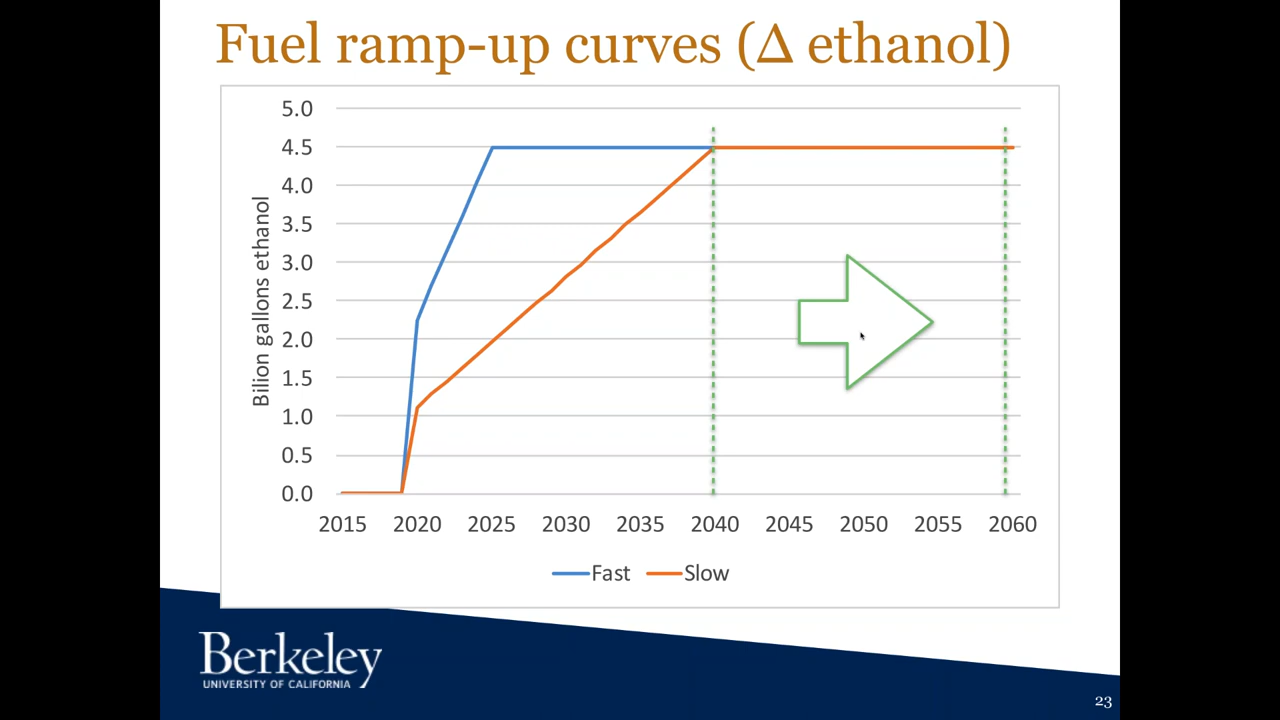 Fuel ramp-up curves (Δ ethanol)
Bilion gallons ethanol
5.0
4.5
4.0
3.5
3.0
2.5
2.0
1.5
1.0
0.5
0.0
2015 2020 2025 2030 2035 2040 2045 2050 2055 2060
Fast Slow
Berkeley
UNIVERSITY OF CALIFORNIA
23